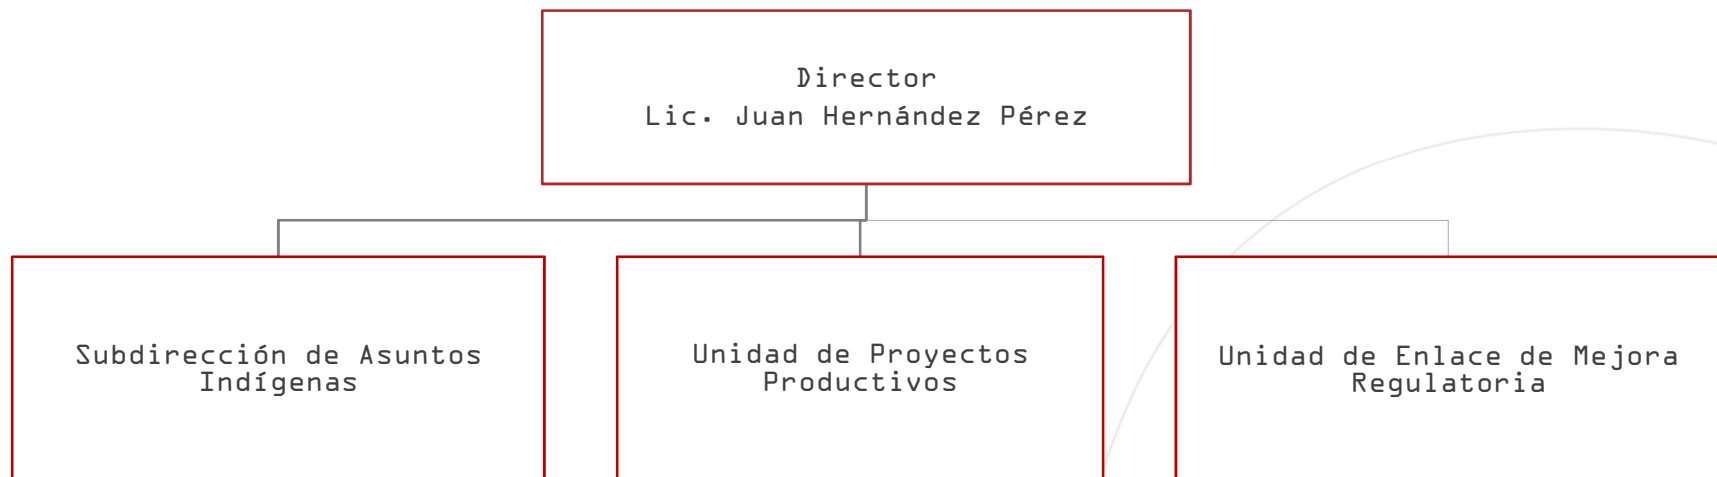 Director
Lic. Juan Hernández Pérez
Subdirección de Asuntos
Indígenas
Unidad de Proyectos
Productivos
Unidad de Enlace de Mejora
Regulatoria